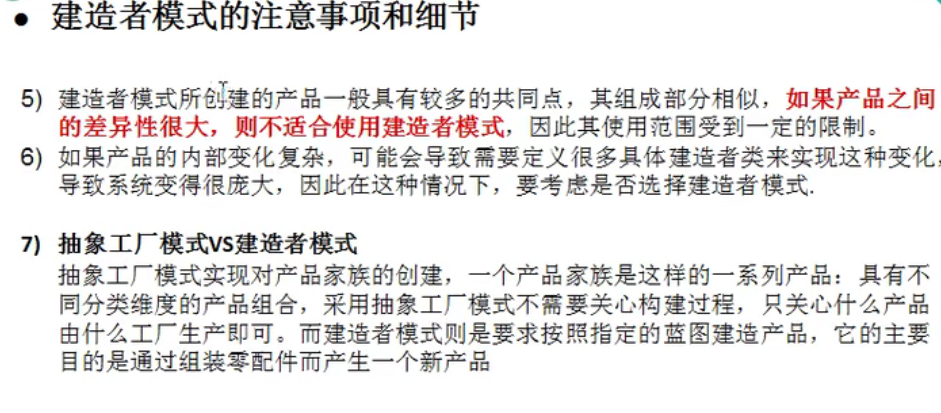 ● 建造者模式的注意事项和细节
5) 建造者模式所创建的产品一般具有较多的共同点，其组成部分相似，如果产品之间
的差异性很大，则不适合使用建造者模式，因此其使用范围受到一定的限制。
6) 如果产品的内部变化复杂，可能会导致需要定义很多具体建造者类来实现这种变化，
导致系统变得很庞大，因此在这种情况下，要考虑是否选择建造者模式.
7) 抽象工厂模式VS建造者模式
抽象工厂模式实现对产品家族的创建，一个产品家族是这样的一系列产品：具有不
同分类维度的产品组合，采用抽象工厂模式不需要关心构建过程，只关心什么产品
由什么工厂生产即可。而建造者模式则是要求按照指定的蓝图建造产品，它的主要
目的是通过组装零配件而产生一个新产品